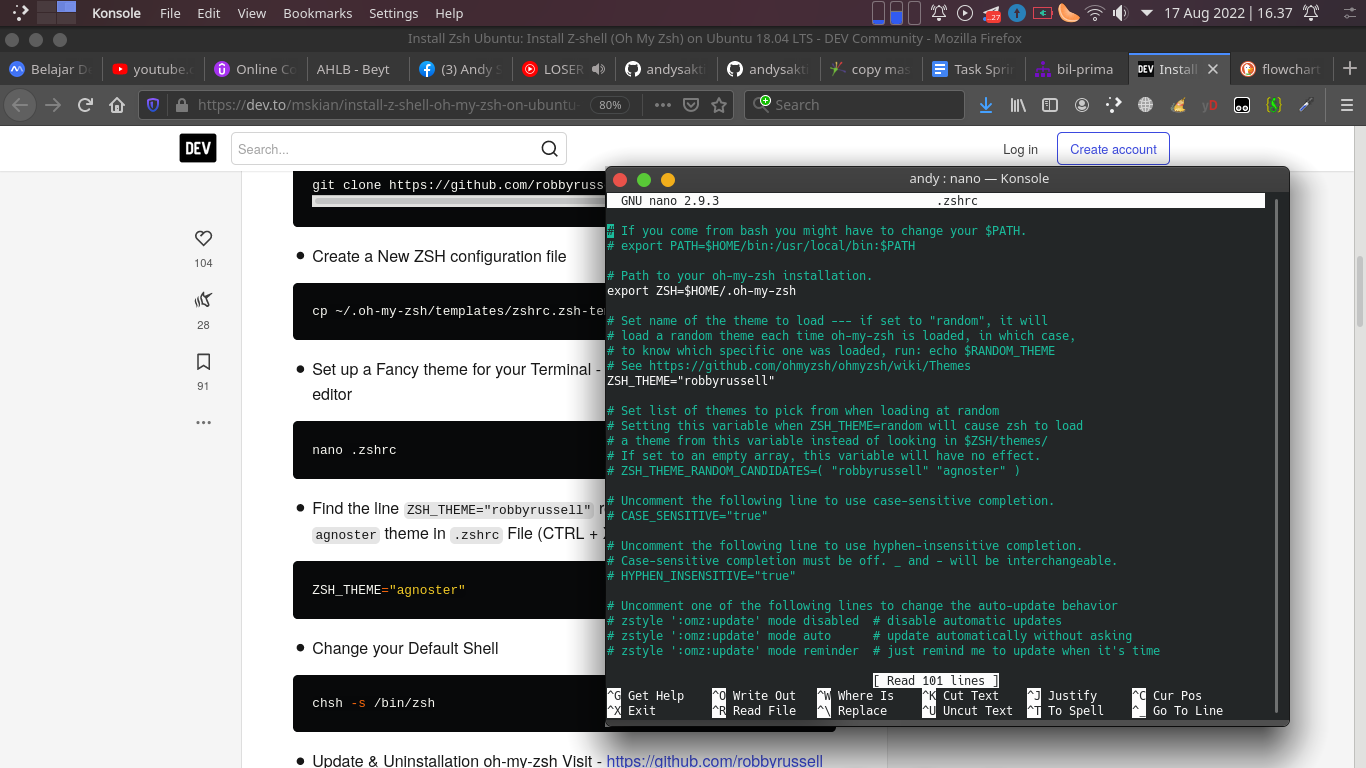 Konsole File Edit View Bookmarks Settings Help
27
17 Aug 2022 | 16.37
Install Zsh Ubuntu: Install Z-shell (Oh My Zsh) on Ubuntu 18.04 LTS - DEV Community - Mozilla Firefox
Belajar D
youtube.c
Online Co
AHLB - Beyt
(3) Andy S
LOSER
andysakti
andysakti
copy mas
Task Spri
bil-prima
DEV Install
flowchart
https://dev.to/mskian/install-z-shell-oh-my-zsh-on-ubuntu-
80%
Search
yD
DEV
Search...
Log in
Create account
104
28
91
git clone https://github.com/robbyruss
Create a New ZSH configuration file
cp ~/.oh-my-zsh/templates/zshrc.zsh-te
Set up a Fancy theme for your Terminal -
editor
nano .zshrc
Find the line ZSH_THEME="robbyrussell" r
agnoster theme in .zshrc File (CTRL + X
ZSH_THEME="agnoster"
Change your Default Shell
chsh -s /bin/zsh
Update & Uninstallation oh-my-zsh Visit - https://github.com/robbyrussell
andy : nano — Konsole
GNU nano 2.9.3 .zshrc
# If you come from bash you might have to change your $PATH.
# export PATH=$HOME/bin:/usr/local/bin:$PATH
# Path to your oh-my-zsh installation.
export ZSH=$HOME/.oh-my-zsh
# Set name of the theme to load --- if set to "random", it will
# load a random theme each time oh-my-zsh is loaded, in which case,
# to know which specific one was loaded, run: echo $RANDOM_THEME
# See https://github.com/ohmyzsh/ohmyzsh/wiki/Themes
ZSH_THEME="robbyrussell"
# Set list of themes to pick from when loading at random
# Setting this variable when ZSH_THEME=random will cause zsh to load
# a theme from this variable instead of looking in $ZSH/themes/
# If set to an empty array, this variable will have no effect.
# ZSH_THEME_RANDOM_CANDIDATES=( "robbyrussell" "agnoster" )
# Uncomment the following line to use case-sensitive completion.
# CASE_SENSITIVE="true"
# Uncomment the following line to use hyphen-insensitive completion.
# Case-sensitive completion must be off. _ and - will be interchangeable.
# HYPHEN_INSENSITIVE="true"
# Uncomment one of the following lines to change the auto-update behavior
# zstyle ':omz:update' mode disabled # disable automatic updates
# zstyle ':omz:update' mode auto # update automatically without asking
# zstyle ':omz:update' mode reminder # just remind me to update when it's time
[ Read 101 lines ]
^G Get Help ^O Write Out ^W Where Is ^K Cut Text ^J Justify ^C Cur Pos
^X Exit ^R Read File ^\ Replace ^U Uncut Text ^T To Spell ^_ Go To Line